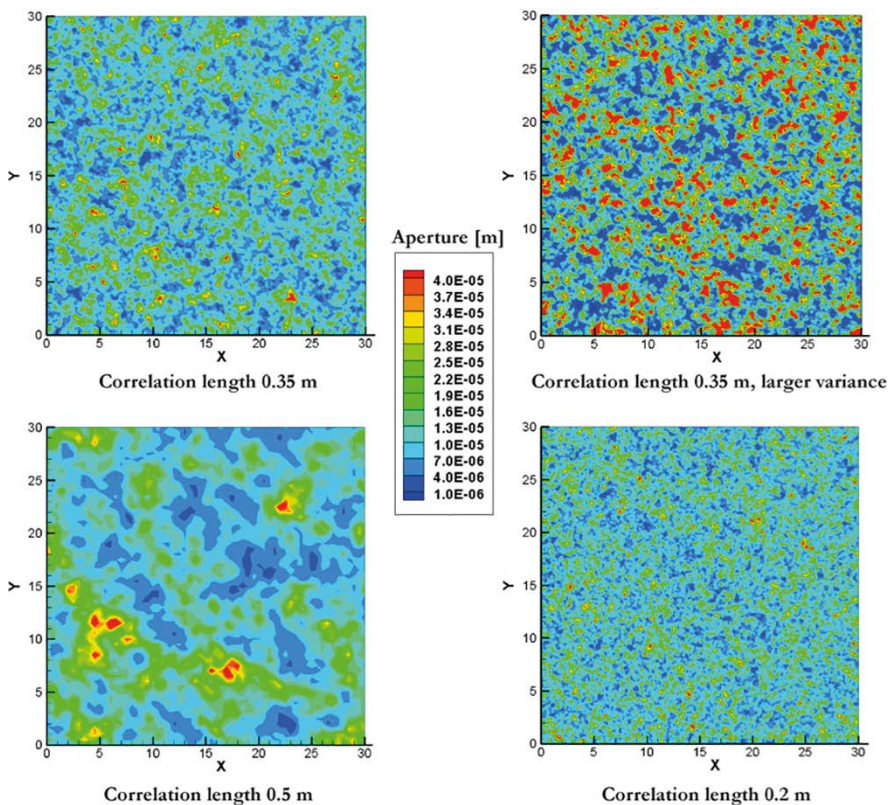 30
25
20
15
10
5
0
Y
0 5 10 15 20 25 30
X
Correlation length 0.35 m
30
25
20
15
10
5
0
Y
0 5 10 15 20 25 30
X
Correlation length 0.35 m, larger variance
Aperture [m]
4.0E-05
3.7E-05
3.4E-05
3.1E-05
2.8E-05
2.5E-05
2.2E-05
1.9E-05
1.6E-05
1.3E-05
1.0E-05
7.0E-06
4.0E-06
1.0E-06
30
25
20
15
10
5
0
Y
0 5 10 15 20 25 30
X
Correlation length 0.5 m
30
25
20
15
10
5
0
Y
0 5 10 15 20 25 30
X
Correlation length 0.2 m